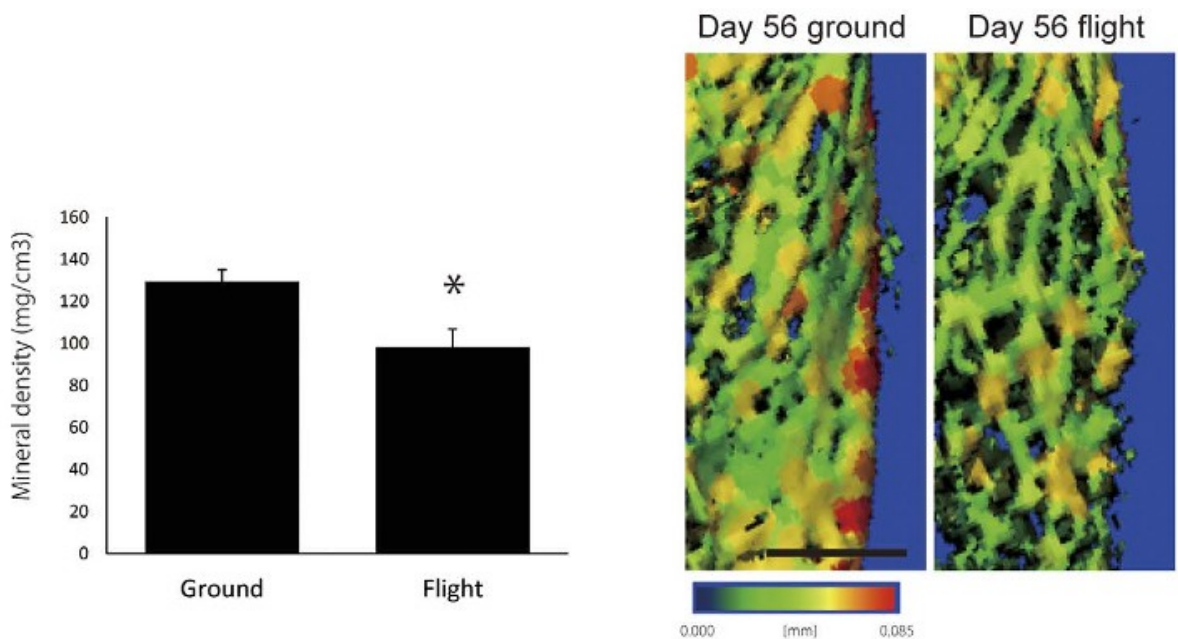 Day 56 ground
Day 56 flight
Mineral density (mg/cm3)
160
140
120
100
80
60
40
20
0
*
Ground
Flight
0.000
[mm]
0.085